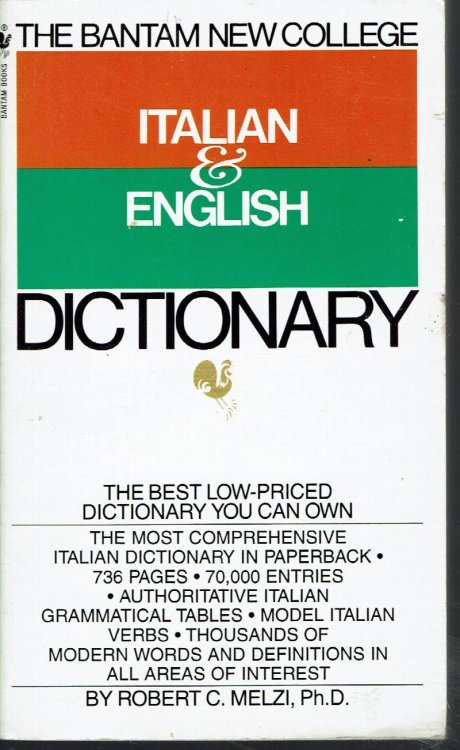 ®
BANTAM BOOKS
THE BANTAM NEW COLLEGE
ITALIAN
&
ENGLISH
DICTIONARY
THE BEST LOW-PRICED
DICTIONARY YOU CAN OWN
THE MOST COMPREHENSIVE
ITALIAN DICTIONARY IN PAPERBACK •
736 PAGES • 70,000 ENTRIES
• AUTHORITATIVE ITALIAN
GRAMMATICAL TABLES • MODEL ITALIAN
VERBS • THOUSANDS OF
MODERN WORDS AND DEFINITIONS IN
ALL AREAS OF INTEREST
BY ROBERT C. MELZI, Ph.D.